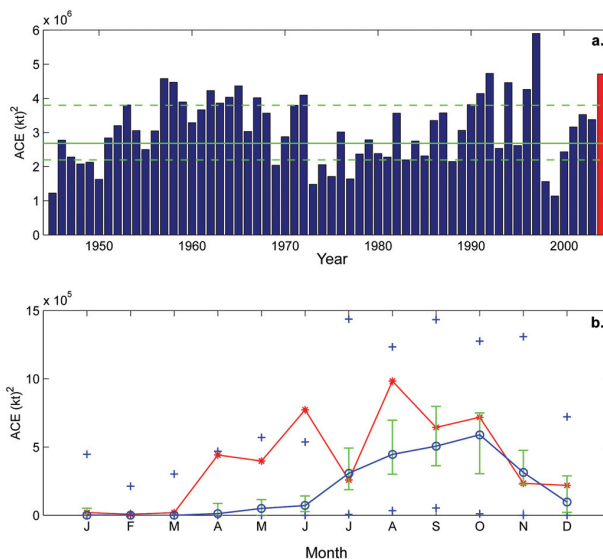 x 10^6
a.
6
5
4
3
2
1
0
ACE (kt)^2
1950 1960 1970 1980 1990 2000
Year
x 10^5
b.
15
10
5
0
ACE (kt)^2
J F M A M J J A S O N D
Month